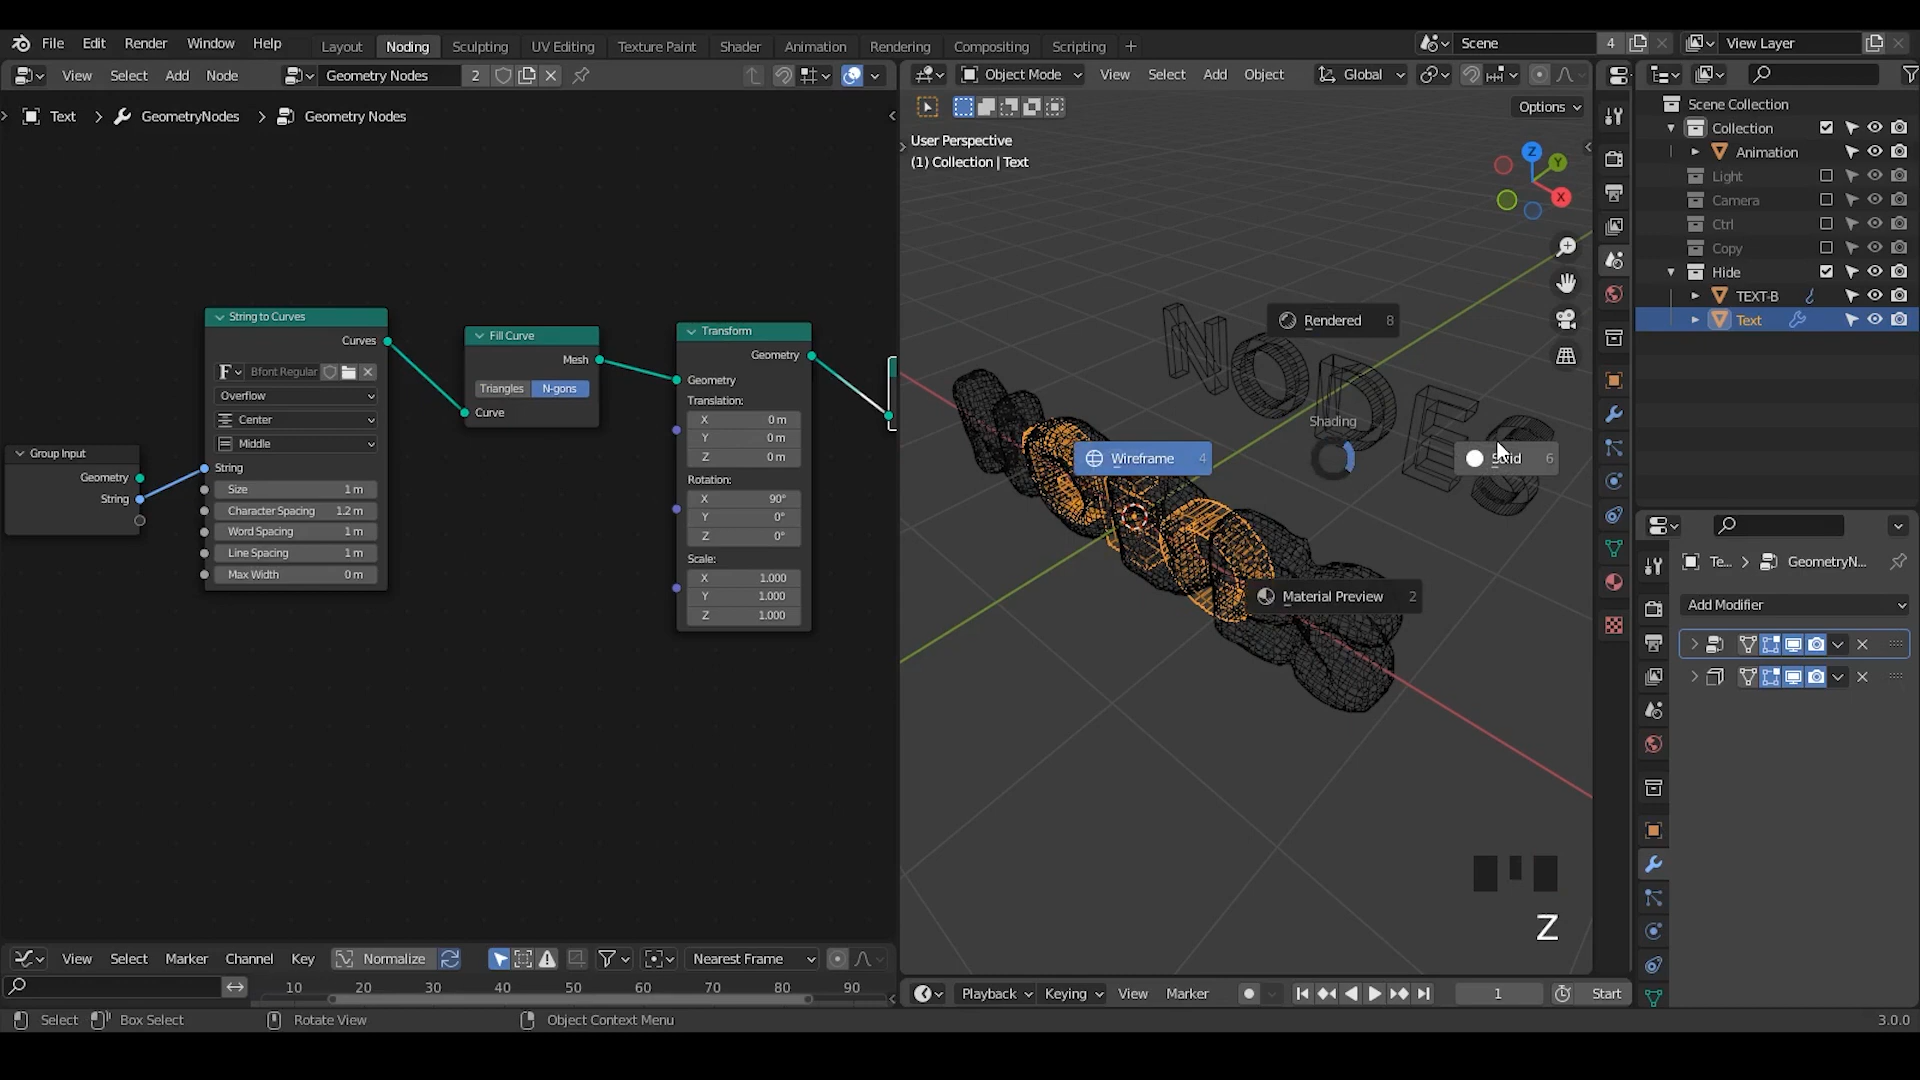 File Edit Render Window Help Layout Noding Sculpting UV Editing Texture Paint Shader Animation Rendering Compositing Scripting + Scene 4 View Layer
View Select Add Node Geometry Nodes 2
Object Mode View Select Add Object Global
Text > GeometryNodes > Geometry Nodes
Options
User Perspective
(1) Collection | Text
Z
Y
X
Scene Collection
Collection
Animation
Light
Camera
Ctrl
Copy
Hide
TEXT-B
Text
Group Input
Geometry
String
String to Curves
Curves
F Bfont Regular
Overflow
Center
Middle
String
Size 1 m
Character Spacing 1.2 m
Word Spacing 1 m
Line Spacing 1 m
Max Width 0 m
Fill Curve
Mesh
Triangles N-gons
Curve
Transform
Geometry
Geometry
Translation:
X 0 m
Y 0 m
Z 0 m
Rotation:
X 90°
Y 0°
Z 0°
Scale:
X 1.000
Y 1.000
Z 1.000
NODES
Rendered 8
Shading
Wireframe 4
Solid 6
Material Preview 2
Z
Te... > GeometryN...
Add Modifier
View Select Marker Channel Key Normalize Nearest Frame
10 20 30 40 50 60 70 80 90
Playback Keying View Marker 1 Start
Select Box Select Rotate View Object Context Menu 3.0.0